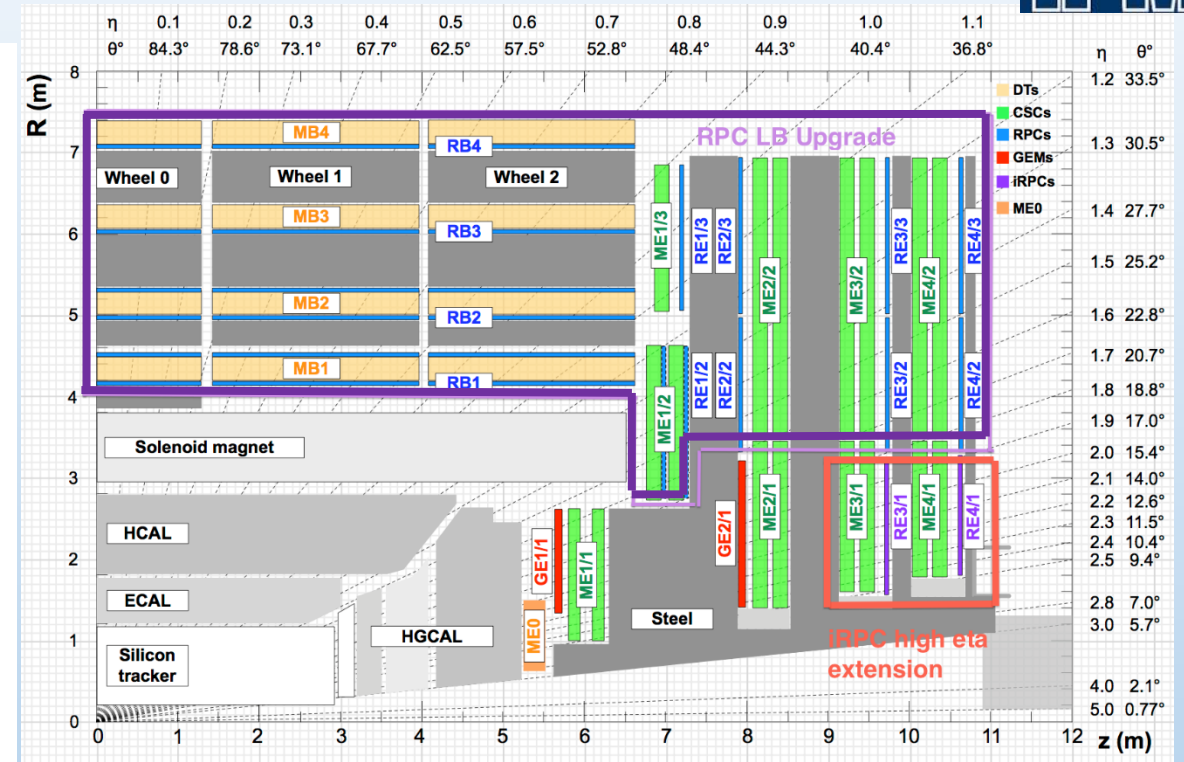 η 0.1 0.2 0.3 0.4 0.5 0.6 0.7 0.8 0.9 1.0 1.1
θ° 84.3° 78.6° 73.1° 67.7° 62.5° 57.5° 52.8° 48.4° 44.3° 40.4° 36.8° η θ°
R (m)
8
7
6
5
4
3
2
1
0
1.2 33.5°
1.3 30.5°
1.4 27.7°
1.5 25.2°
1.6 22.8°
1.7 20.7°
1.8 18.8°
1.9 17.0°
2.0 15.4°
2.1 14.0°
2.2 12.6°
2.3 11.5°
2.4 10.4°
2.5 9.4°
2.8 7.0°
3.0 5.7°
4.0 2.1°
5.0 0.77°
DTs
CSCs
RPCs
GEMs
iRPCs
ME0
RPC LB Upgrade
MB4
RB4
Wheel 0
Wheel 1
Wheel 2
MB3
RB3
MB2
RB2
MB1
RB1
ME1/3
RE1/3
RE2/3
ME2/2
ME3/2
RE3/3
ME4/2
RE4/3
ME1/2
RE1/2
RE2/2
RE3/2
RE4/2
Solenoid magnet
HCAL
ECAL
Silicon
tracker
HGCAL
ME0
GE1/1
ME1/1
Steel
GE2/1
ME2/1
ME3/1
RE3/1
ME4/1
RE4/1
iRPC high eta
extension
0 1 2 3 4 5 6 7 8 9 10 11 12 z (m)